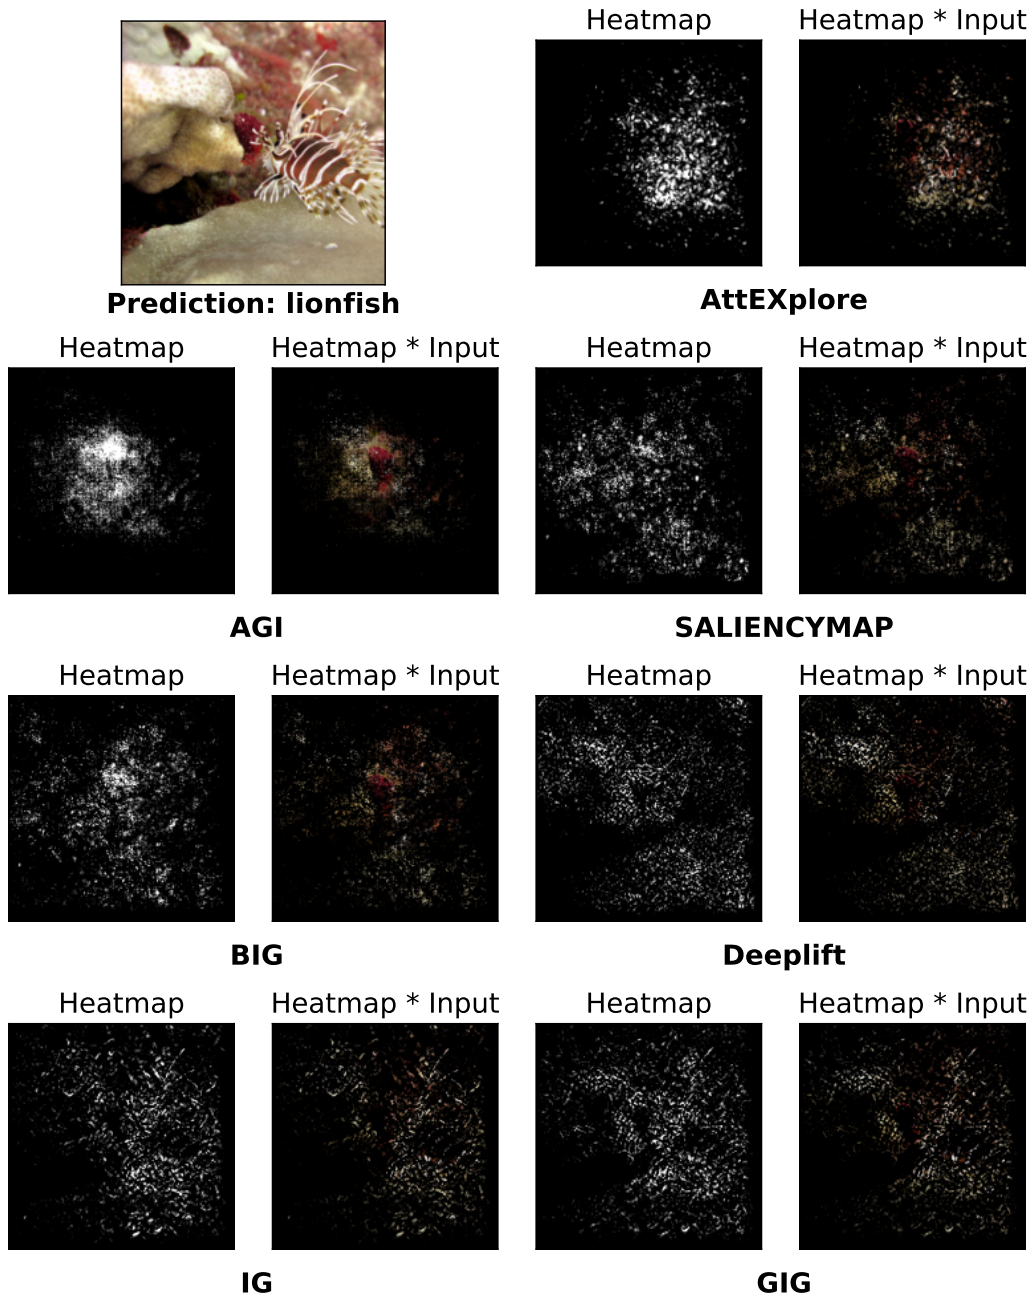 Heatmap Heatmap * Input
Prediction: lionfish
AttEXplore
Heatmap Heatmap * Input Heatmap Heatmap * Input
AGI SALIENCYMAP
Heatmap Heatmap * Input Heatmap Heatmap * Input
BIG Deeplift
Heatmap Heatmap * Input Heatmap Heatmap * Input
IG GIG